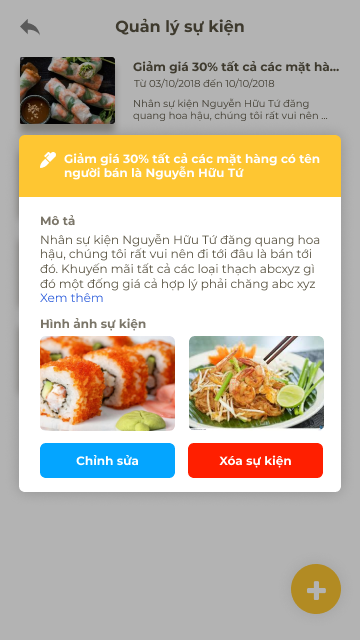 Quản lý sự kiện
Giảm giá 30% tất cả các mặt hà...
Từ 03/10/2018 đến 10/10/2018
Nhân sự kiện Nguyễn Hữu Tứ đăng
quang hoa hậu, chúng tôi rất vui nên ...
Giảm giá 30% tất cả các mặt hàng có tên
người bán là Nguyễn Hữu Tứ
Mô tả
Nhân sự kiện Nguyễn Hữu Tứ đăng quang hoa
hậu, chúng tôi rất vui nên đi tới đâu là bán tới
đó. Khuyến mãi tất cả các loại thạch abcxyz gì
đó một đống giá cả hợp lý phải chăng abc xyz
Xem thêm
Hình ảnh sự kiện
Chỉnh sửa
Xóa sự kiện